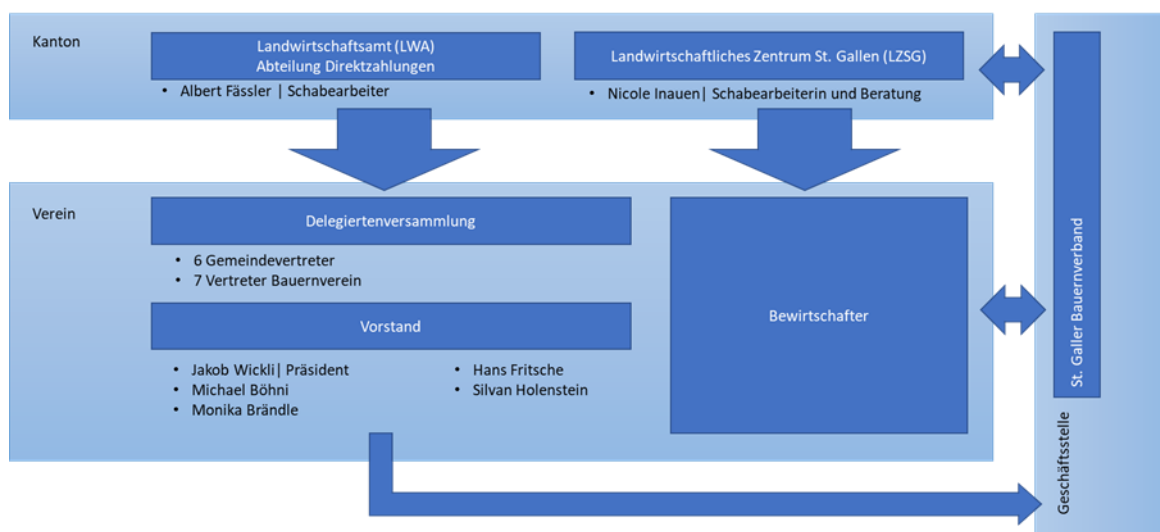 Kanton
Landwirtschaftsamt (LWA)
Abteilung Direktzahlungen
• Albert Fässler | Schabearbeiter
Landwirtschaftliches Zentrum St. Gallen (LZSG)
• Nicole Inauen| Schabearbeiterin und Beratung
Verein
Delegiertenversammlung
• 6 Gemeindevertreter
• 7 Vertreter Bauernverein
Vorstand
• Jakob Wickli| Präsident
• Michael Böhni
• Monika Brändle
• Hans Fritsche
• Silvan Holenstein
Bewirtschafter
St. Galler Bauernverband
Geschäftsstelle